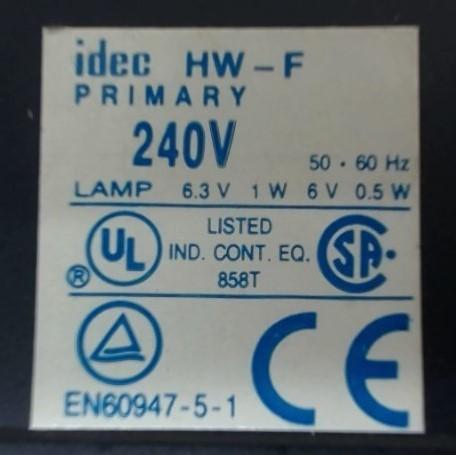 idec HW-F
PRIMARY
240V
50 · 60 Hz
LAMP 6.3 V 1 W 6 V 0.5 W
UL
®
LISTED
IND. CONT. EQ.
858T
SA
EN60947-5-1
CE